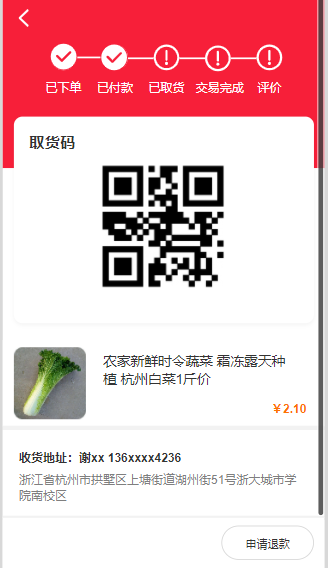 已下单 已付款 已取货 交易完成 评价
取货码
农家新鲜时令蔬菜 霜冻露天种
植 杭州白菜1斤价
￥2.10
收货地址：谢xx 136xxxx4236
浙江省杭州市拱墅区上塘街道湖州街51号浙大城市学
院南校区
申请退款